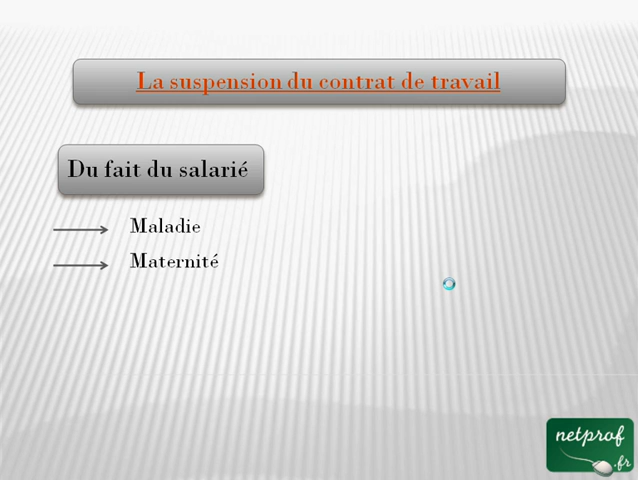 La suspension du contrat de travail
Du fait du salarié
Maladie
Maternité
netprof
.fr